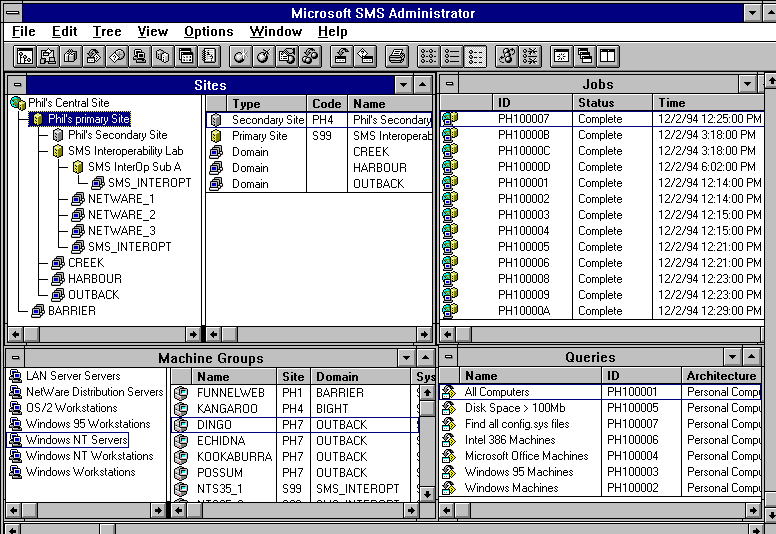 Microsoft SMS Administrator
File Edit Tree View Options Window Help
Sites
Phil's Central Site
Phil's primary Site
Phil's Secondary Site
SMS Interoperability Lab
SMS InterOp Sub A
SMS_INTEROPT
NETWARE_1
NETWARE_2
NETWARE_3
SMS_INTEROPT
CREEK
HARBOUR
OUTBACK
BARRIER
Type Code Name
Secondary Site PH4 Phil's Secondary
Primary Site S99 SMS Interoperab
Domain CREEK
Domain HARBOUR
Domain OUTBACK
Jobs
ID Status Time
PH100007 Complete 12/2/94 12:25:00 PM
PH10000B Complete 12/2/94 3:18:00 PM
PH10000C Complete 12/2/94 3:18:00 PM
PH10000D Complete 12/2/94 6:02:00 PM
PH100001 Complete 12/2/94 12:14:00 PM
PH100002 Complete 12/2/94 12:14:00 PM
PH100003 Complete 12/2/94 12:15:00 PM
PH100004 Complete 12/2/94 12:15:00 PM
PH100005 Complete 12/2/94 12:21:00 PM
PH100006 Complete 12/2/94 12:21:00 PM
PH100008 Complete 12/2/94 12:23:00 PM
PH100009 Complete 12/2/94 12:23:00 PM
PH10000A Complete 12/2/94 12:29:00 PM
Machine Groups
LAN Server Servers
NetWare Distribution Servers
OS/2 Workstations
Windows 95 Workstations
Windows NT Servers
Windows NT Workstations
Windows Workstations
Name Site Domain Sys
FUNNELWEB PH1 BARRIER
KANGAROO PH4 BIGHT
DINGO PH7 OUTBACK
ECHIDNA PH7 OUTBACK
KOOKABURRA PH7 OUTBACK
POSSUM PH7 OUTBACK
NTS35_1 S99 SMS_INTEROPT
Queries
Name ID Architecture
All Computers PH100001 Personal Compu
Disk Space > 100Mb PH100005 Personal Compu
Find all config.sys files PH100007 Personal Compu
Intel 386 Machines PH100006 Personal Compu
Microsoft Office Machines PH100004 Personal Compu
Windows 95 Machines PH100003 Personal Compu
Windows Machines PH100002 Personal Compu